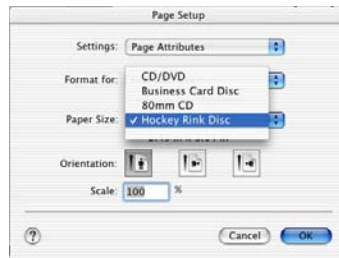 Page Setup
Settings: Page Attributes
Format for:
CD/DVD
Business Card Disc
80mm CD
Paper Size: ✓ Hockey Rink Disc
Orientation:
Scale: 100 %
? Cancel OK